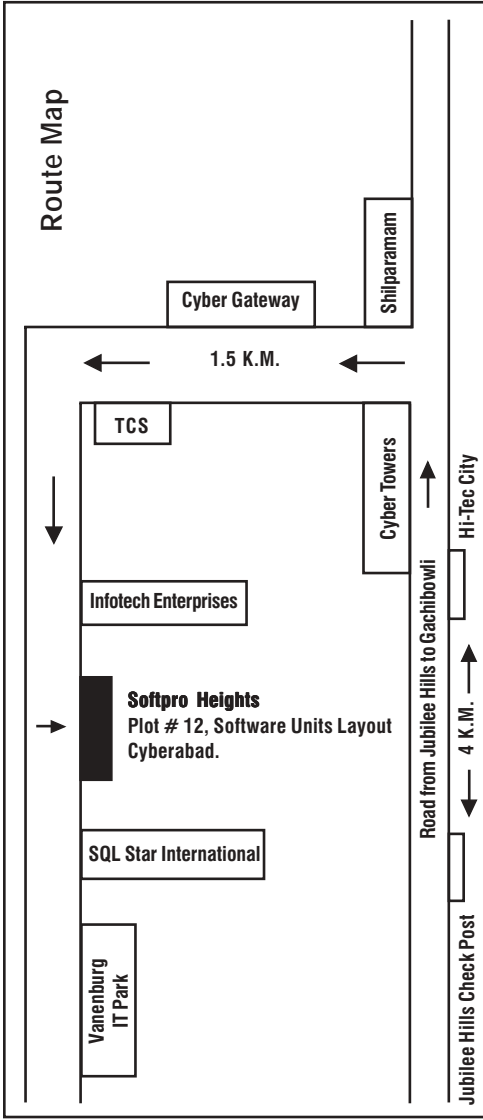 Route Map
Shilparamam
Cyber Gateway
1.5 K.M.
TCS
Cyber Towers
Hi-Tec City
Infotech Enterprises
Softpro Heights
Plot # 12, Software Units Layout
Cyberabad.
Road from Jubilee Hills to Gachibowli
4 K.M.
SQL Star International
Vanenburg
IT Park
Jubilee Hills Check Post